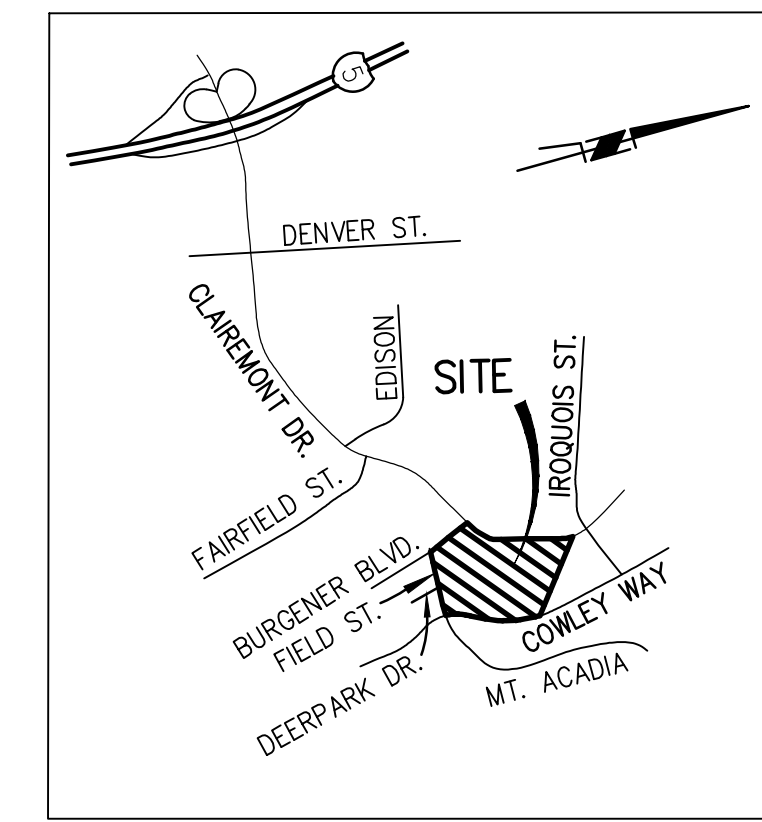 5
DENVER ST.
CLAIREMONT DR.
EDISON
SITE
IROQUOIS ST.
FAIRFIELD ST.
BURGENER BLVD.
FIELD ST.
COWLEY WAY
DEERPARK DR.
MT. ACADIA